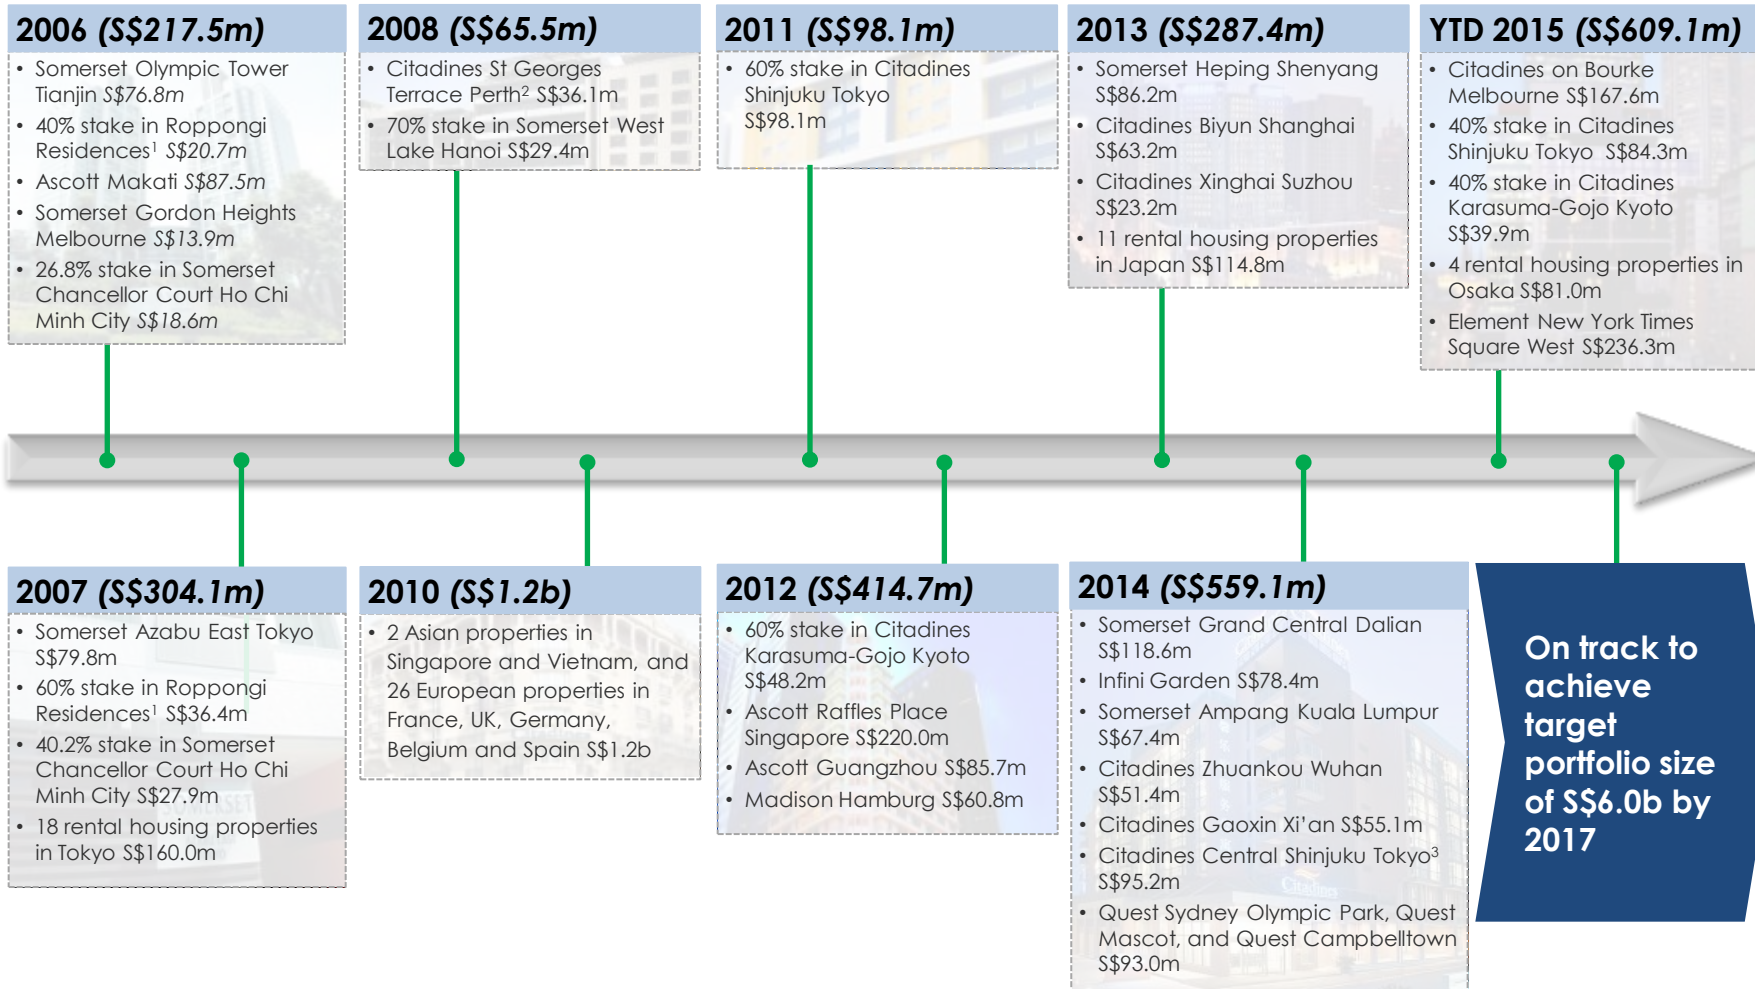 2006 (S$217.5m)
• Somerset Olympic Tower
Tianjin S$76.8m
• 40% stake in Roppongi
Residences¹ S$20.7m
• Ascott Makati S$87.5m
• Somerset Gordon Heights
Melbourne S$13.9m
• 26.8% stake in Somerset
Chancellor Court Ho Chi
Minh City S$18.6m
2008 (S$65.5m)
• Citadines St Georges
Terrace Perth² S$36.1m
• 70% stake in Somerset West
Lake Hanoi S$29.4m
2011 (S$98.1m)
• 60% stake in Citadines
Shinjuku Tokyo
S$98.1m
2013 (S$287.4m)
• Somerset Heping Shenyang
S$86.2m
• Citadines Biyun Shanghai
S$63.2m
• Citadines Xinghai Suzhou
S$23.2m
• 11 rental housing properties
in Japan S$114.8m
YTD 2015 (S$609.1m)
• Citadines on Bourke
Melbourne S$167.6m
• 40% stake in Citadines
Shinjuku Tokyo S$84.3m
• 40% stake in Citadines
Karasuma-Gojo Kyoto
S$39.9m
• 4 rental housing properties in
Osaka S$81.0m
• Element New York Times
Square West S$236.3m
2007 (S$304.1m)
• Somerset Azabu East Tokyo
S$79.8m
• 60% stake in Roppongi
Residences¹ S$36.4m
• 40.2% stake in Somerset
Chancellor Court Ho Chi
Minh City S$27.9m
• 18 rental housing properties
in Tokyo S$160.0m
2010 (S$1.2b)
• 2 Asian properties in
Singapore and Vietnam, and
26 European properties in
France, UK, Germany,
Belgium and Spain S$1.2b
2012 (S$414.7m)
• 60% stake in Citadines
Karasuma-Gojo Kyoto
S$48.2m
• Ascott Raffles Place
Singapore S$220.0m
• Ascott Guangzhou S$85.7m
• Madison Hamburg S$60.8m
2014 (S$559.1m)
• Somerset Grand Central Dalian
S$118.6m
• Infini Garden S$78.4m
• Somerset Ampang Kuala Lumpur
S$67.4m
• Citadines Zhuankou Wuhan
S$51.4m
• Citadines Gaoxin Xi’an S$55.1m
• Citadines Central Shinjuku Tokyo³
S$95.2m
• Quest Sydney Olympic Park, Quest
Mascot, and Quest Campbelltown
S$93.0m
On track to
achieve
target
portfolio size
of S$6.0b by
2017
SOMERSET
Citadines